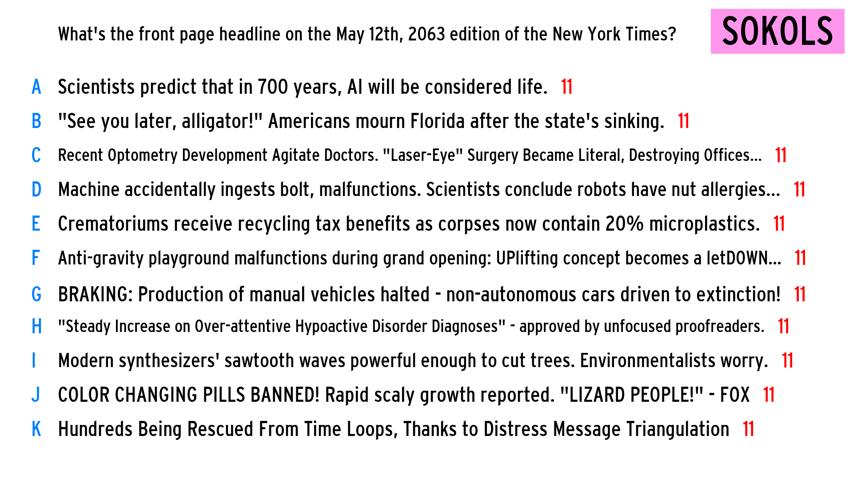 What's the front page headline on the May 12th, 2063 edition of the New York Times?
SOKOLS
A Scientists predict that in 700 years, AI will be considered life. 11
B "See you later, alligator!" Americans mourn Florida after the state's sinking. 11
C Recent Optometry Development Agitate Doctors. "Laser-Eye" Surgery Became Literal, Destroying Offices... 11
D Machine accidentally ingests bolt, malfunctions. Scientists conclude robots have nut allergies... 11
E Crematoriums receive recycling tax benefits as corpses now contain 20% microplastics. 11
F Anti-gravity playground malfunctions during grand opening: UPlifting concept becomes a letDOWN... 11
G BRAKING: Production of manual vehicles halted - non-autonomous cars driven to extinction! 11
H "Steady Increase on Over-attentive Hypoactive Disorder Diagnoses" - approved by unfocused proofreaders. 11
I Modern synthesizers' sawtooth waves powerful enough to cut trees. Environmentalists worry. 11
J COLOR CHANGING PILLS BANNED! Rapid scaly growth reported. "LIZARD PEOPLE!" - FOX 11
K Hundreds Being Rescued From Time Loops, Thanks to Distress Message Triangulation 11